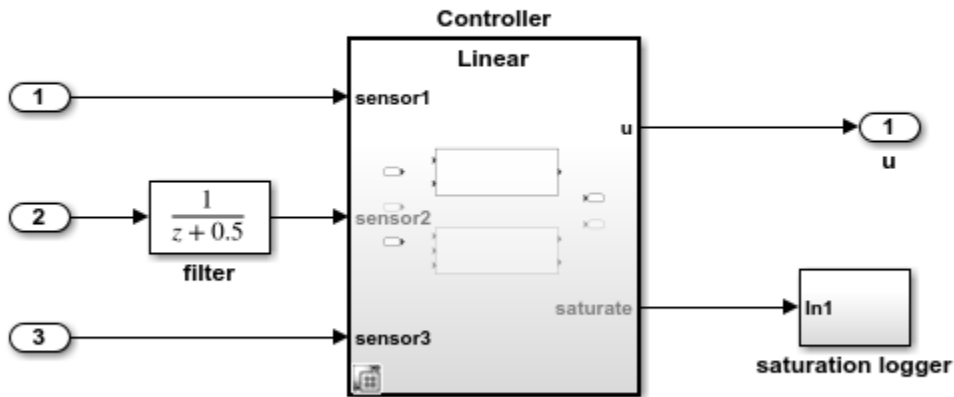 Controller
Linear
1
sensor1
u
1
u
2
1
z + 0.5
sensor2
filter
saturate
In1
saturation logger
3
sensor3